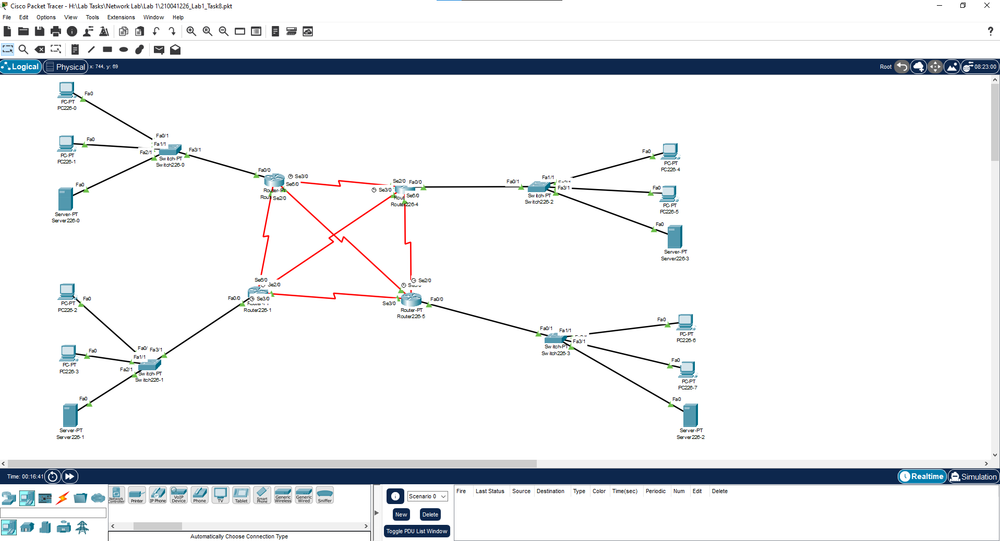 Cisco Packet Tracer - H:\Lab Tasks\Network Lab\Lab 1\210041226_Lab1_Task8.pkt
File Edit Options View Tools Extensions Window Help
Logical Physical x: 744, y: 69 Root 08:23:00
Fa0
PC-PT
PC226-0
Fa0
PC-PT
PC226-1
Fa0
Server-PT
Server226-0
Fa0/1
Fa1/1
Fa2/1
Fa3/1
Switch-PT
Switch226-0
Fa0/0
Se3/0
Se6/0
Router-PT
Se2/0
Se2/0
Fa0/0
Se3/0
Se6/0
Router226-4
Fa0/1
Fa1/1
Fa3/1
Switch-PT
Switch226-2
Fa0
PC-PT
PC226-4
Fa0
PC-PT
PC226-5
Fa0
Server-PT
Server226-3
Fa0
PC-PT
PC226-2
Fa0
PC-PT
PC226-3
Fa0
Server-PT
Server226-1
Fa0/
Fa3/1
Fa1/1
Fa2/1
Switch-PT
Switch226-1
Se6/0
Se2/0
Fa0/0
Se3/0
Router226-1
Se2/0
Se3/0
Fa0/0
Router-PT
Router226-5
Fa0/1
Fa1/1
Fa3/1
Switch-PT
Switch226-3
Fa0
PC-PT
PC226-6
Fa0
PC-PT
PC226-7
Fa0
Server-PT
Server226-2
Time: 00:16:41 Realtime Simulation
Network Controller
Printer
IP Phone
VoIP Device
Phone
TV
Tablet
Smart Phone
Generic Wireless
Generic Wired
Sniffer
Automatically Choose Connection Type
Scenario 0
New Delete
Toggle PDU List Window
Fire Last Status Source Destination Type Color Time(sec) Periodic Num Edit Delete